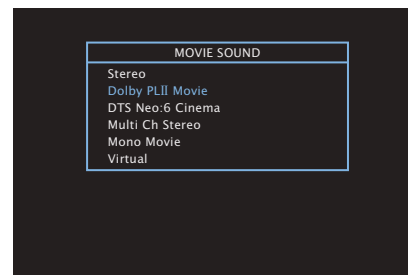 MOVIE SOUND
Stereo
Dolby PLII Movie
DTS Neo:6 Cinema
Multi Ch Stereo
Mono Movie
Virtual